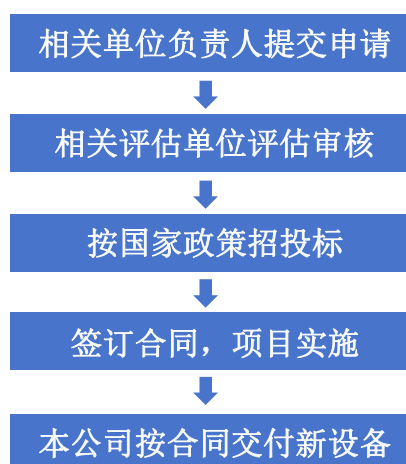 相关单位负责人提交申请
相关评估单位评估审核
按国家政策招投标
签订合同，项目实施
本公司按合同交付新设备